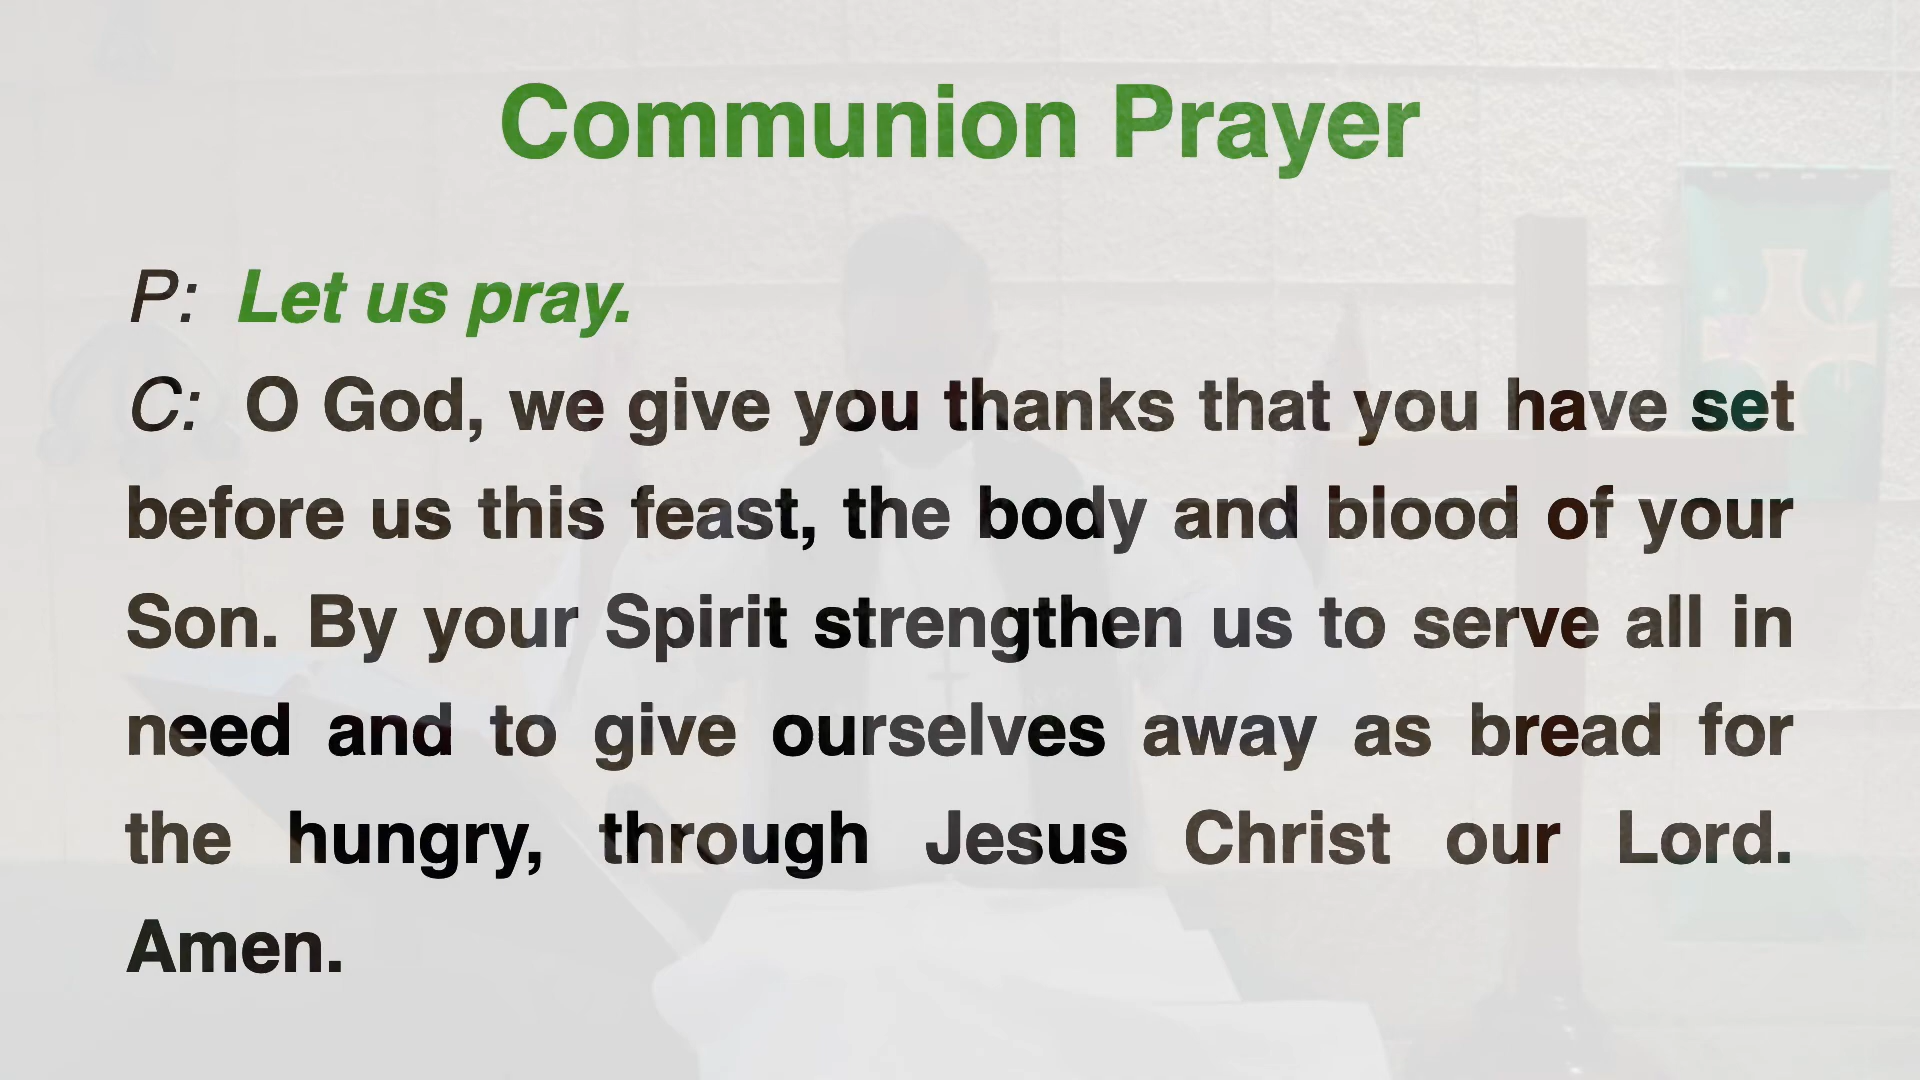 Communion Prayer
P: Let us pray.
C: O God, we give you thanks that you have set
before us this feast, the body and blood of your
Son. By your Spirit strengthen us to serve all in
need and to give ourselves away as bread for
the hungry, through Jesus Christ our Lord.
Amen.